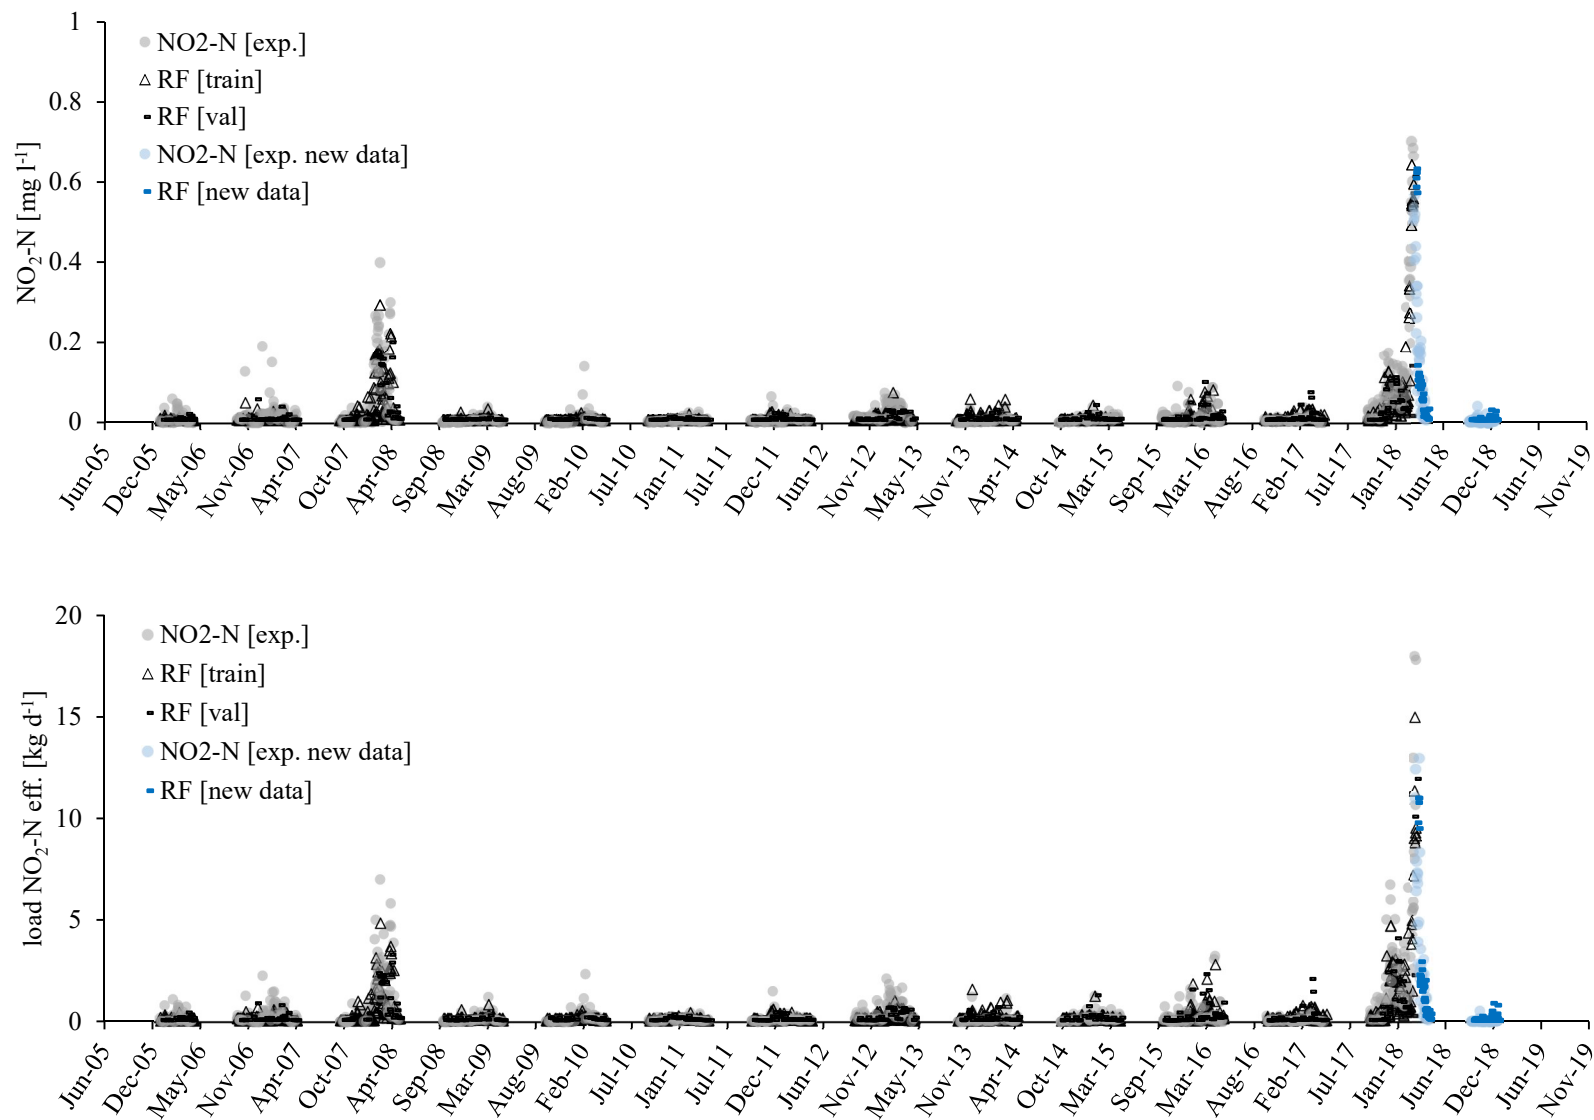 1
0.8
0.6
0.4
0.2
0
NO₂-N [mg l⁻¹]
NO2-N [exp.]
RF [train]
RF [val]
NO2-N [exp. new data]
RF [new data]
Jun-05
Dec-05
May-06
Nov-06
Apr-07
Oct-07
Apr-08
Sep-08
Mar-09
Aug-09
Feb-10
Jul-10
Jan-11
Jul-11
Dec-11
Jun-12
Nov-12
May-13
Nov-13
Apr-14
Oct-14
Mar-15
Sep-15
Mar-16
Aug-16
Feb-17
Jul-17
Jan-18
Jun-18
Dec-18
Jun-19
Nov-19
20
15
10
5
0
load NO₂-N eff. [kg d⁻¹]
NO2-N [exp.]
RF [train]
RF [val]
NO2-N [exp. new data]
RF [new data]
Jun-05
Dec-05
May-06
Nov-06
Apr-07
Oct-07
Apr-08
Sep-08
Mar-09
Aug-09
Feb-10
Jul-10
Jan-11
Jul-11
Dec-11
Jun-12
Nov-12
May-13
Nov-13
Apr-14
Oct-14
Mar-15
Sep-15
Mar-16
Aug-16
Feb-17
Jul-17
Jan-18
Jun-18
Dec-18
Jun-19
Nov-19